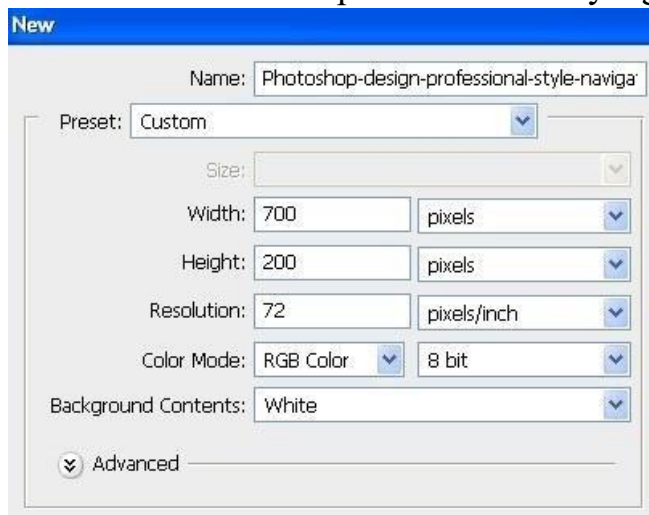 New
Name: Photoshop-design-professional-style-naviga
Preset: Custom
Size:
Width: 700 pixels
Height: 200 pixels
Resolution: 72 pixels/inch
Color Mode: RGB Color 8 bit
Background Contents: White
Advanced